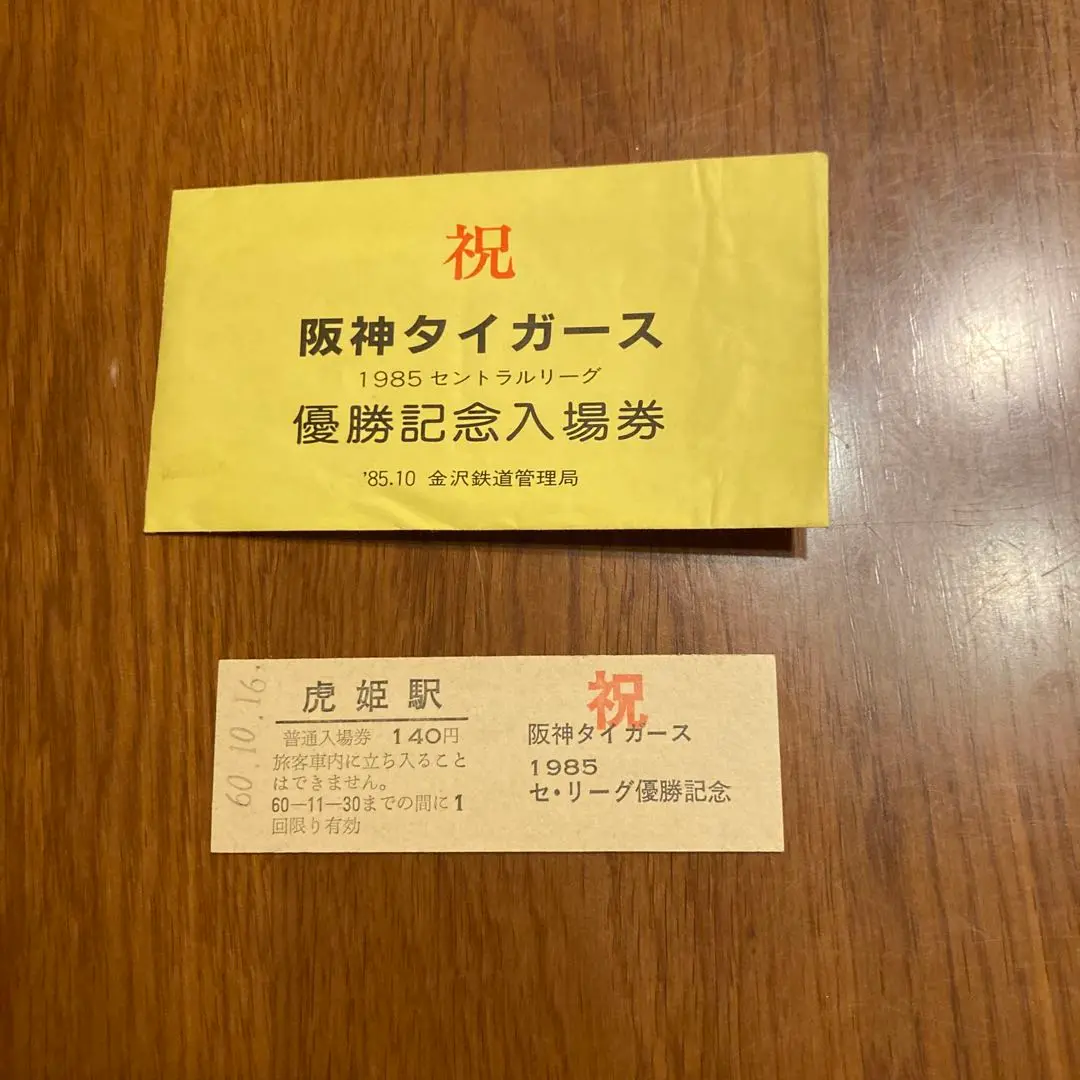 祝
阪神タイガース
1985セントラルリーグ
優勝記念入場券
'85.10 金沢鉄道管理局
60.10.16.
虎姫駅
普通入場券 140円
旅客車内に立ち入ること
はできません。
60-11-30までの間に1
回限り有効
祝
阪神タイガース
1985
セ・リーグ優勝記念